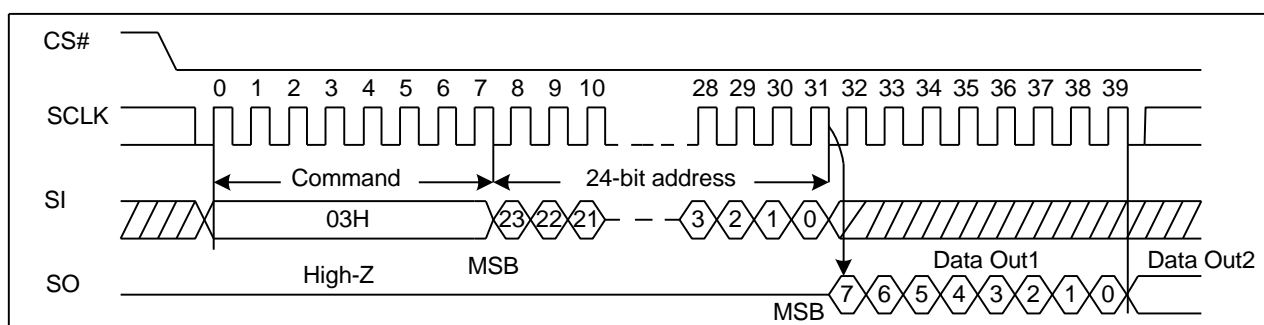 CS#
0 1 2 3 4 5 6 7 8 9 10 28 29 30 31 32 33 34 35 36 37 38 39
SCLK
Command 24-bit address
SI
03H 23 22 21 3 2 1 0
MSB Data Out1 Data Out2
High-Z
SO
7 6 5 4 3 2 1 0
MSB